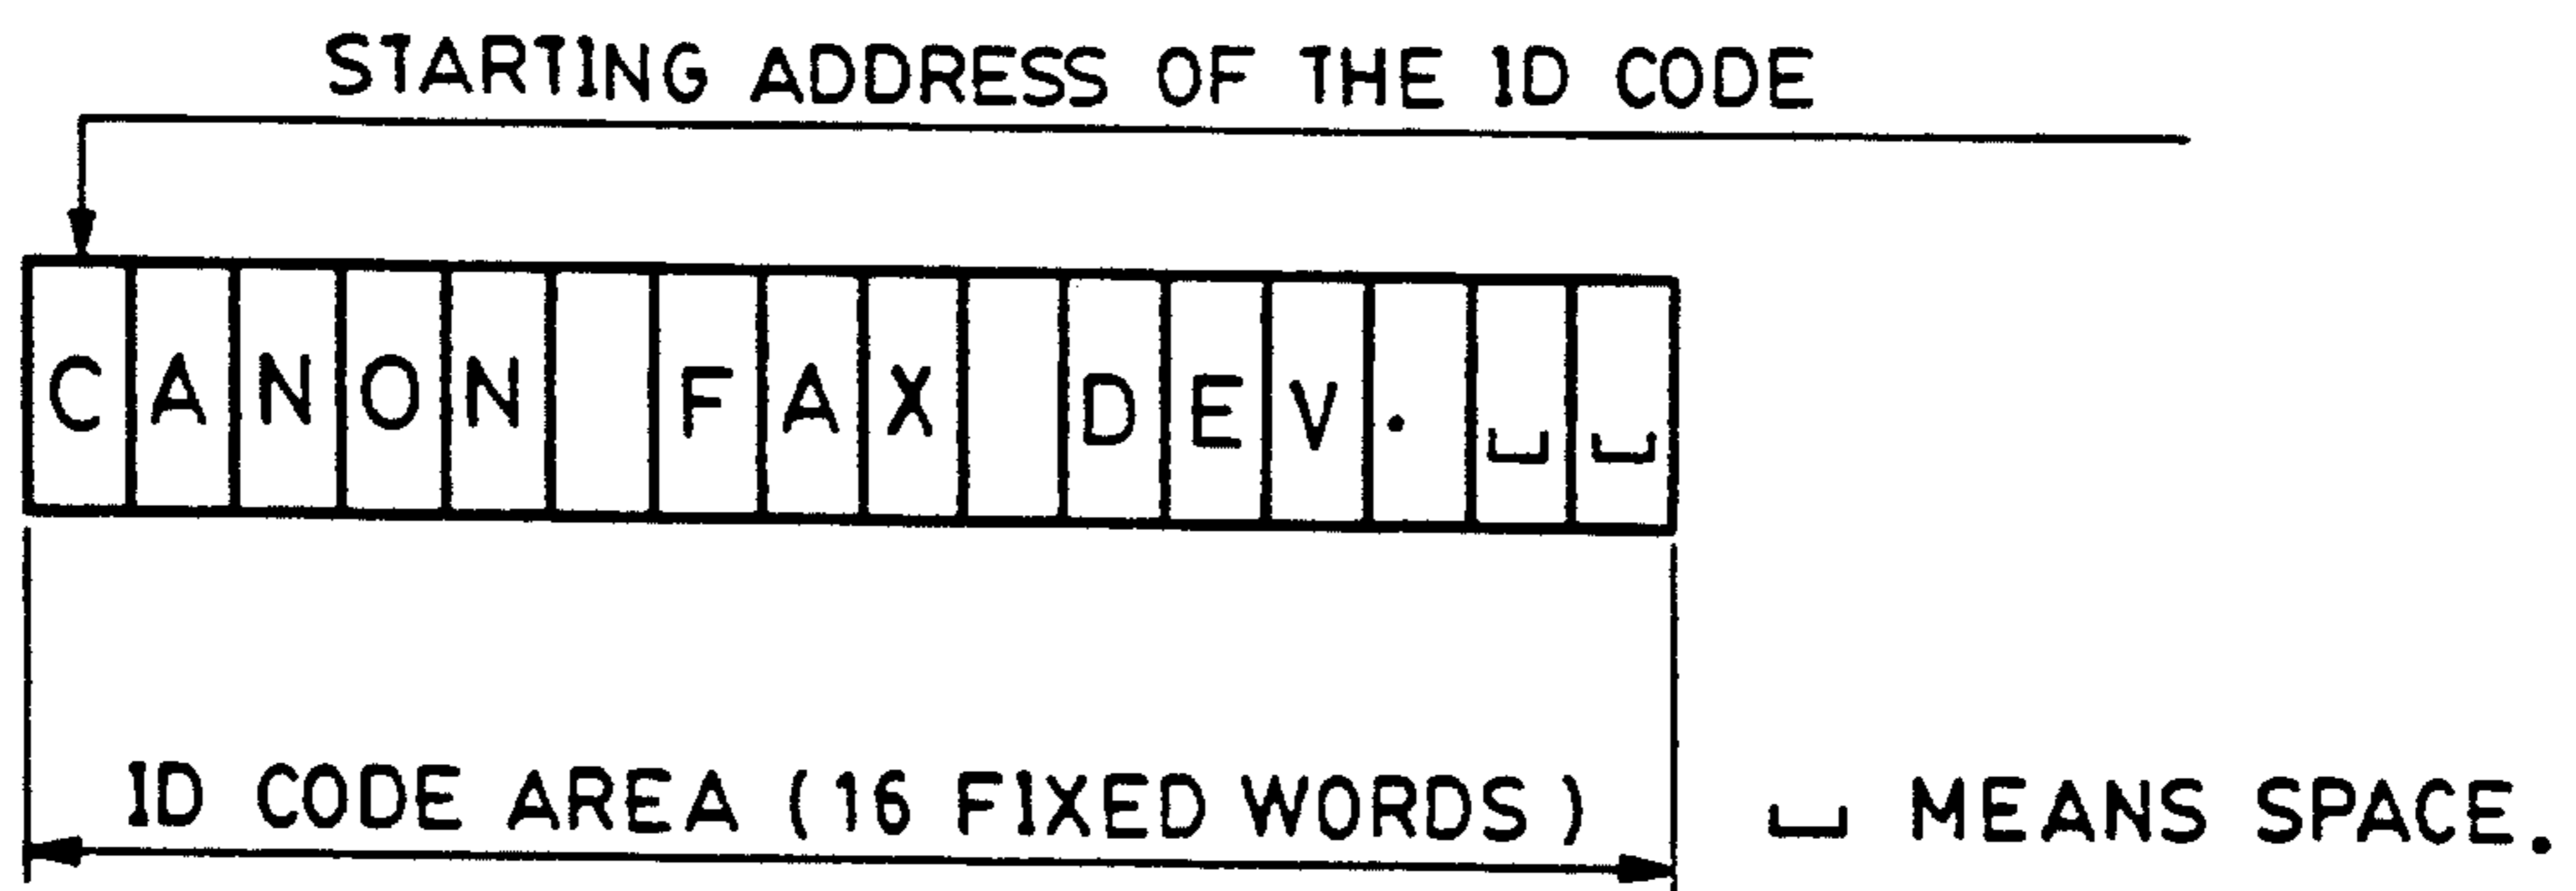 STARTING ADDRESS OF THE ID CODE
CANON FAX DEV.␣␣
ID CODE AREA (16 FIXED WORDS)
␣ MEANS SPACE.